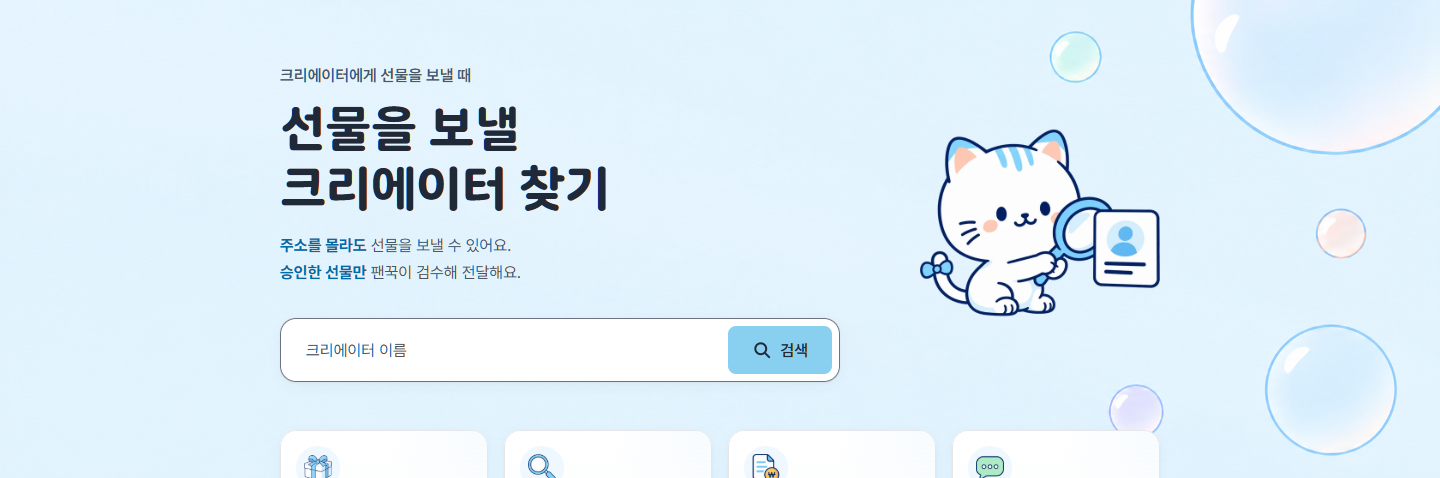 크리에이터에게 선물을 보낼 때
선물을 보낼
크리에이터 찾기
주소를 몰라도 선물을 보낼 수 있어요.
승인한 선물만 팬꾹이 검수해 전달해요.
크리에이터 이름
검색
₩